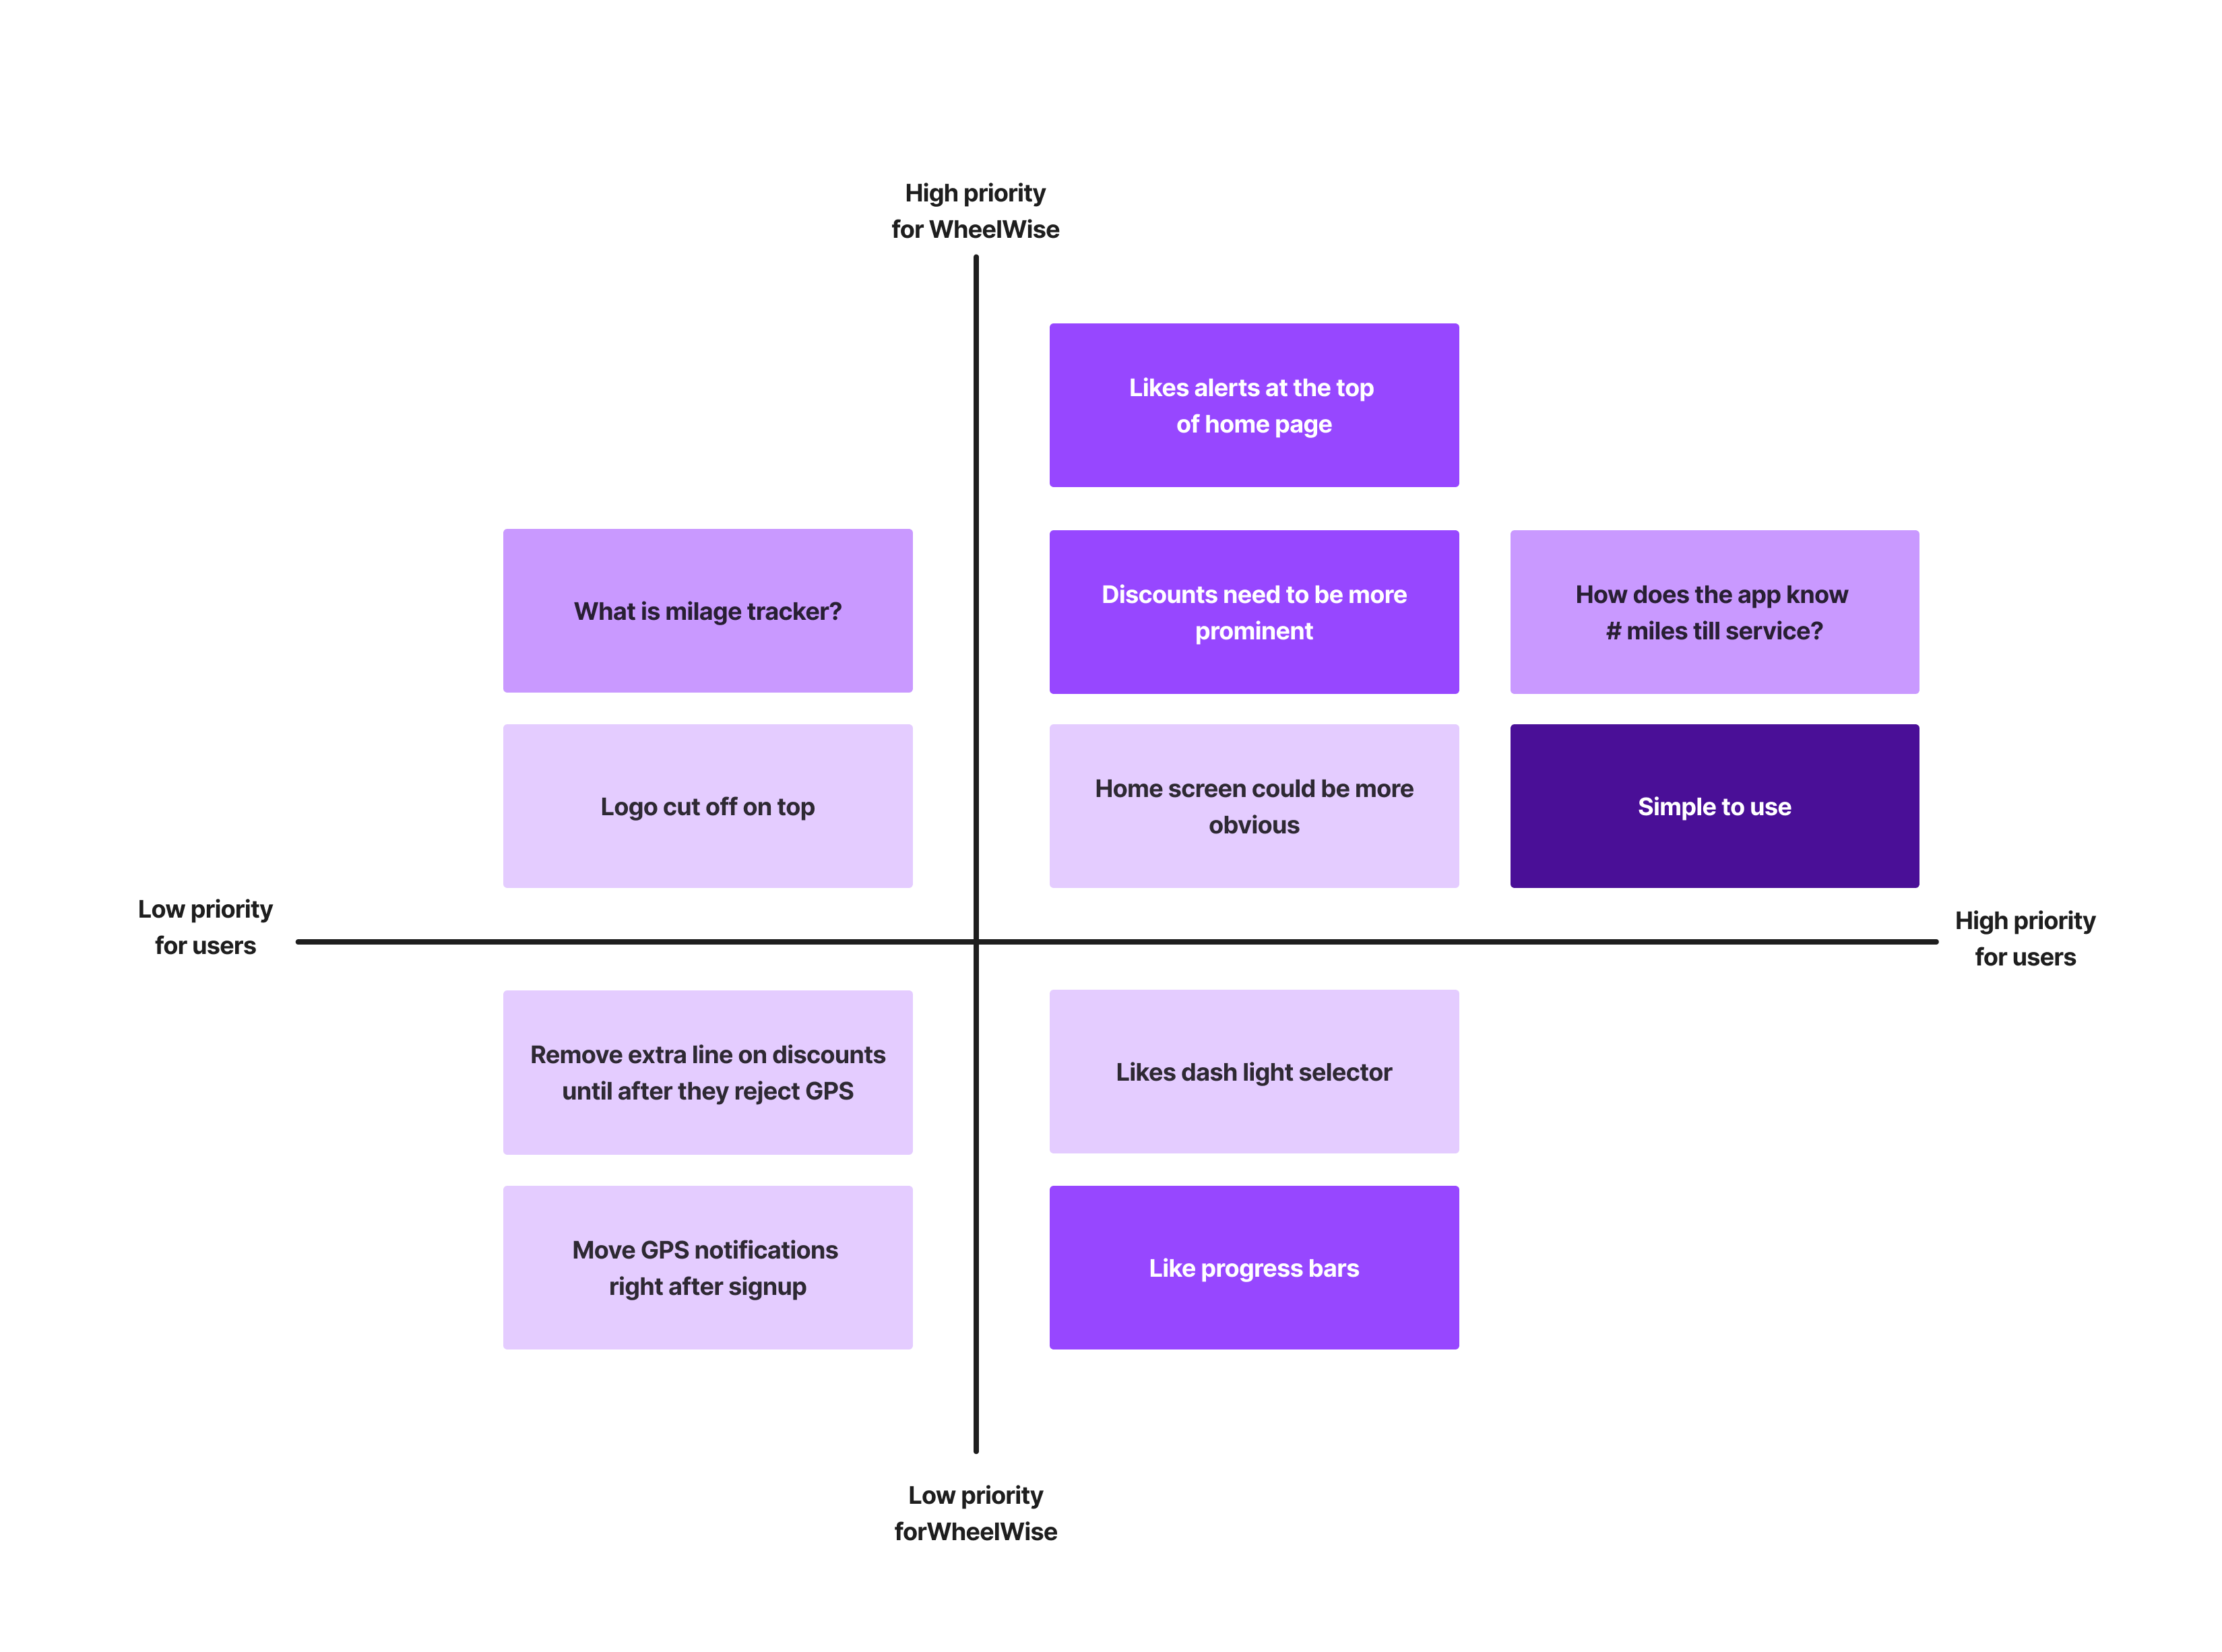 High priority
for WheelWise
Likes alerts at the top
of home page
What is milage tracker?
Discounts need to be more
prominent
How does the app know
# miles till service?
Logo cut off on top
Home screen could be more
obvious
Simple to use
Low priority
for users
High priority
for users
Remove extra line on discounts
until after they reject GPS
Likes dash light selector
Move GPS notifications
right after signup
Like progress bars
Low priority
forWheelWise